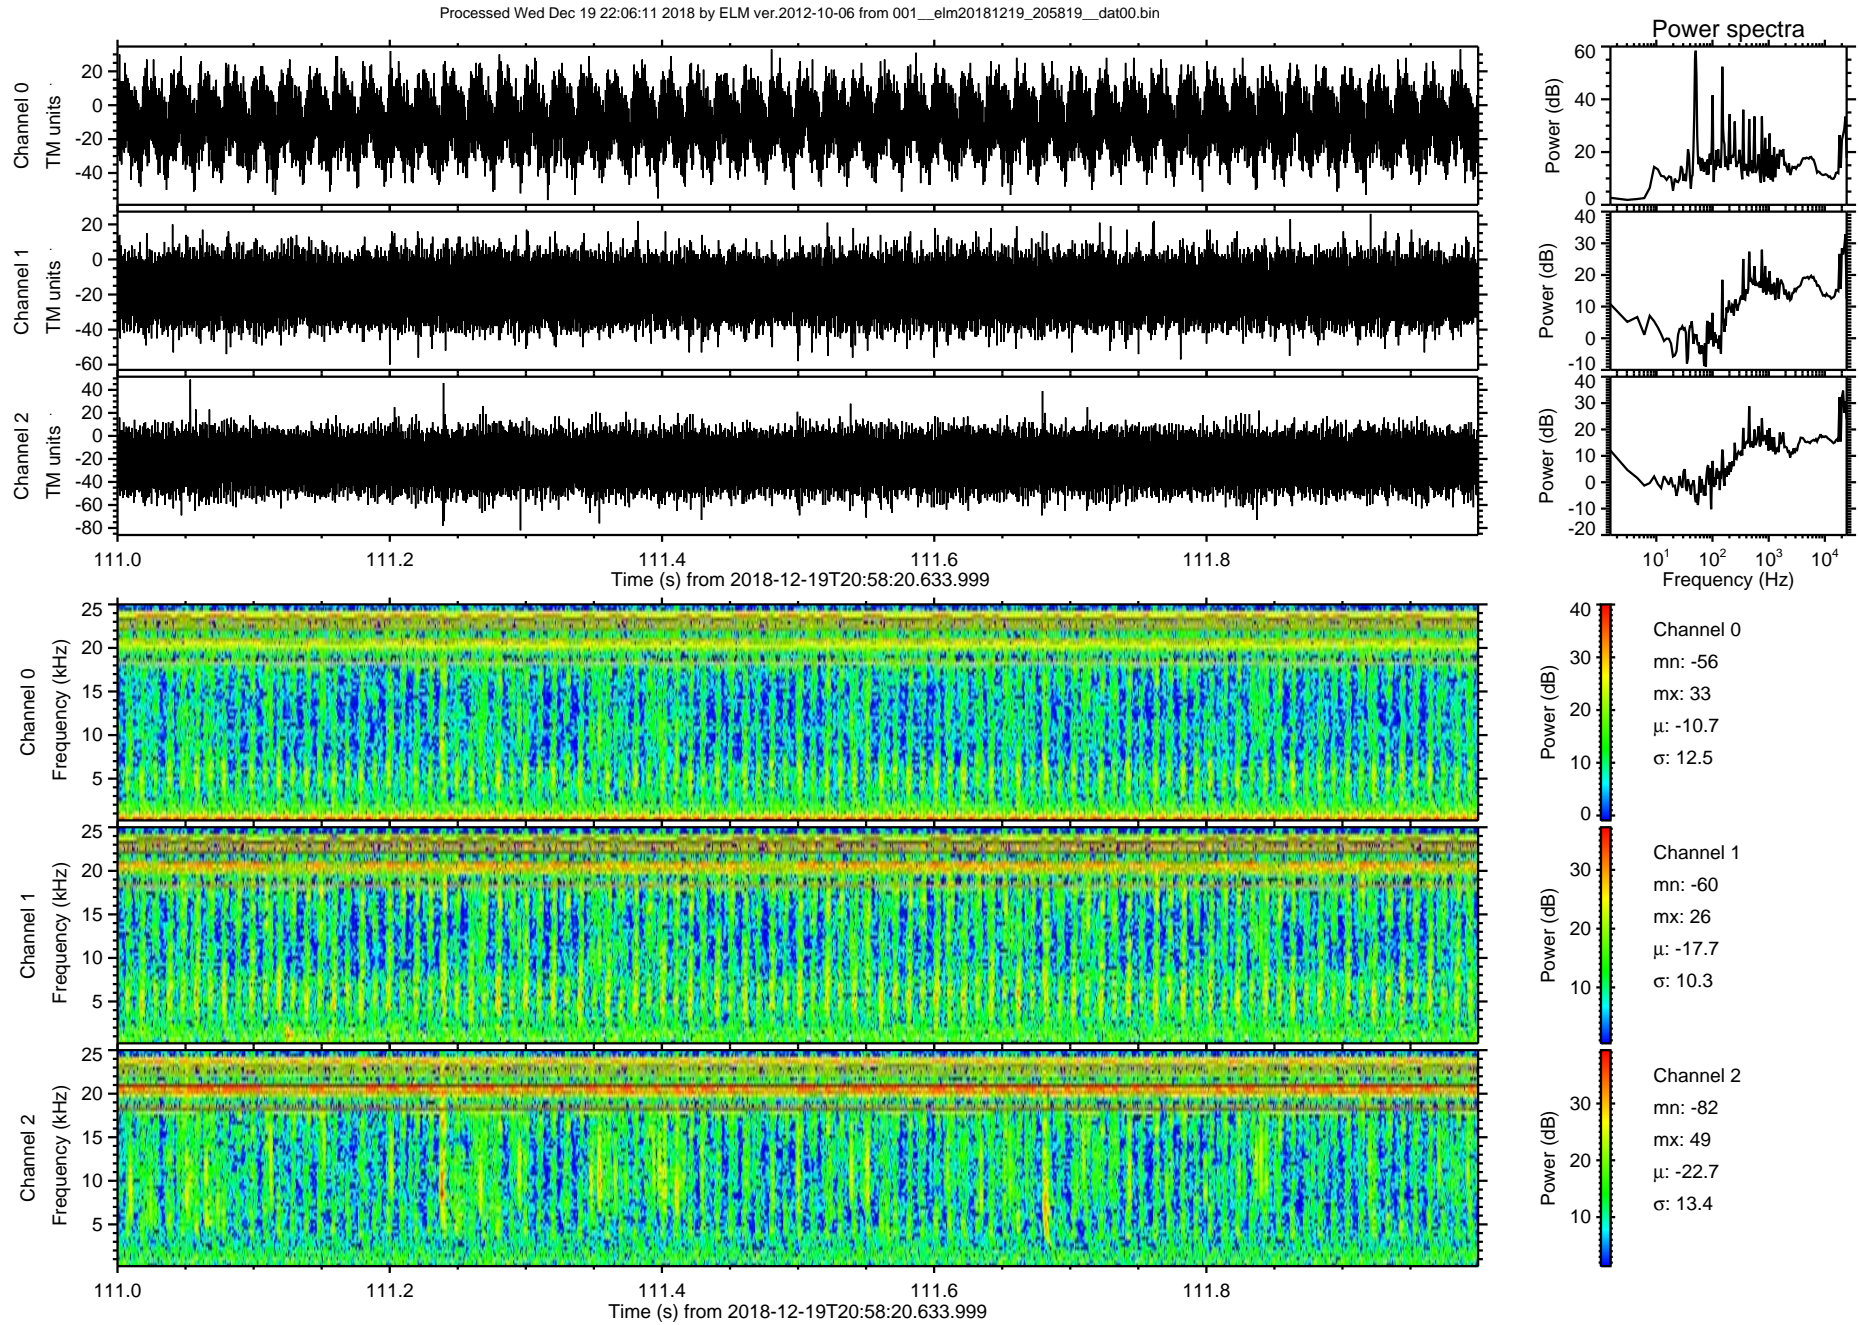 Processed Wed Dec 19 22:06:11 2018 by ELM ver.2012-10-06 from 001__elm20181219_205819__dat00.bin
Power spectra
Channel 0
TM units
20
0
-20
-40
Power (dB)
60
40
20
0
Channel 1
TM units
20
0
-20
-40
-60
Power (dB)
40
30
20
10
0
-10
Channel 2
TM units
40
20
0
-20
-40
-60
-80
Power (dB)
40
30
20
10
0
-10
-20
111.0 111.2 111.4 111.6 111.8
Time (s) from 2018-12-19T20:58:20.633.999
10¹ 10² 10³ 10⁴
Frequency (Hz)
Channel 0
Frequency (kHz)
25
20
15
10
5
Power (dB)
40
30
20
10
0
Channel 0
mn: -56
mx: 33
µ: -10.7
σ: 12.5
Channel 1
Frequency (kHz)
25
20
15
10
5
Power (dB)
30
20
10
Channel 1
mn: -60
mx: 26
µ: -17.7
σ: 10.3
Channel 2
Frequency (kHz)
25
20
15
10
5
Power (dB)
30
20
10
Channel 2
mn: -82
mx: 49
µ: -22.7
σ: 13.4
111.0 111.2 111.4 111.6 111.8
Time (s) from 2018-12-19T20:58:20.633.999